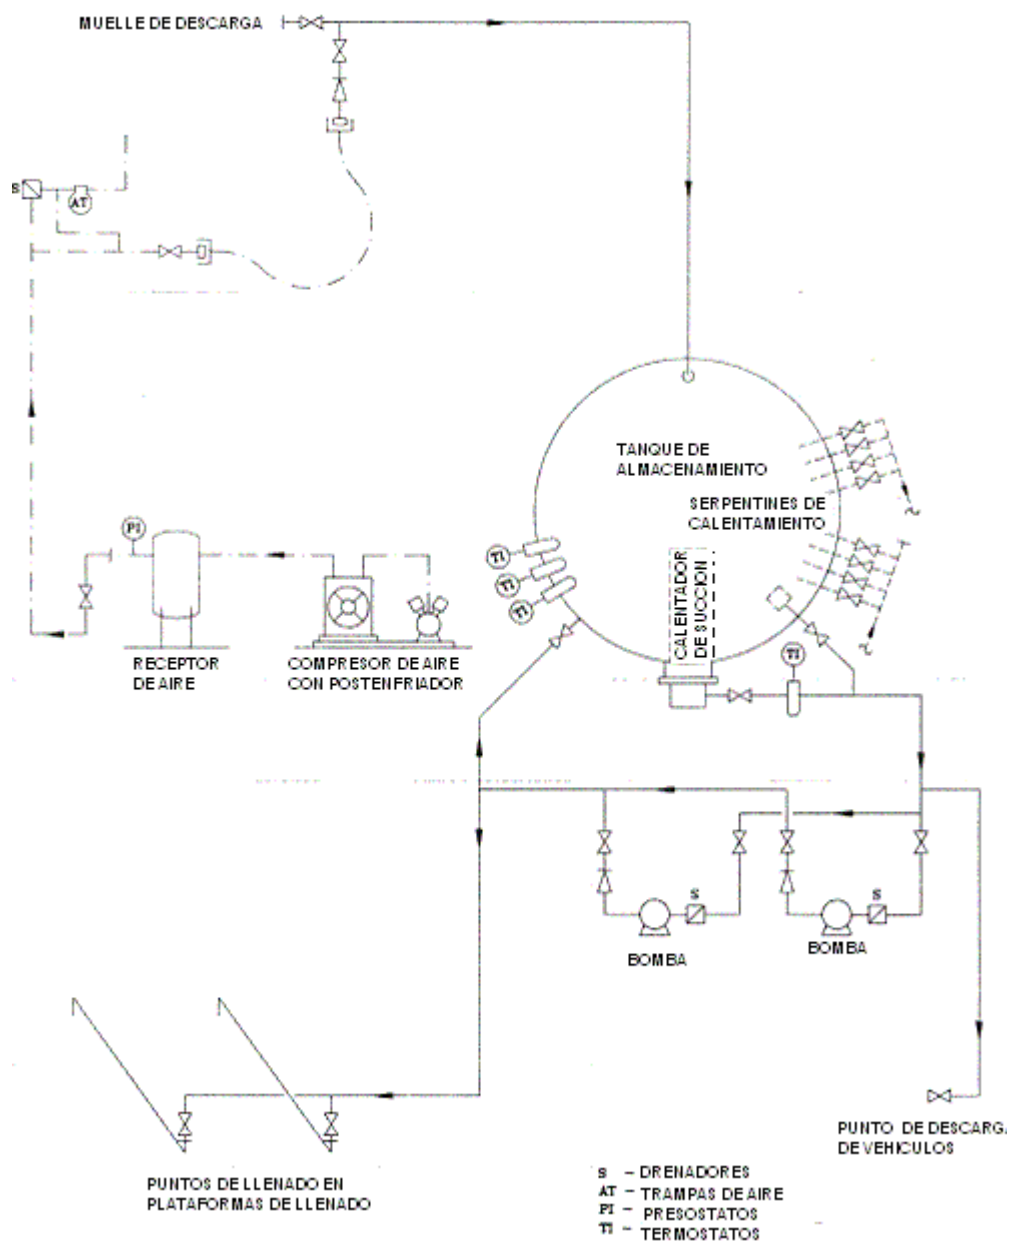 MUELLE DE DESCARGA
S
AT
TANQUE DE
ALMACENAMIENTO
SERPENTINES DE
CALENTAMIENTO
PI
TI
CALENTADOR
DE SUCCION
TI
RECEPTOR
DE AIRE
COMPRESOR DE AIRE
CON POSTENFRIADOR
S
S
BOMBA
BOMBA
PUNTO DE DESCARG
DE VEHICULOS
PUNTOS DE LLENADO EN
PLATAFORMAS DE LLENADO
S – DRENADORES
AT – TRAMPAS DE AIRE
PI – PRESOSTATOS
TI – TERMOSTATOS